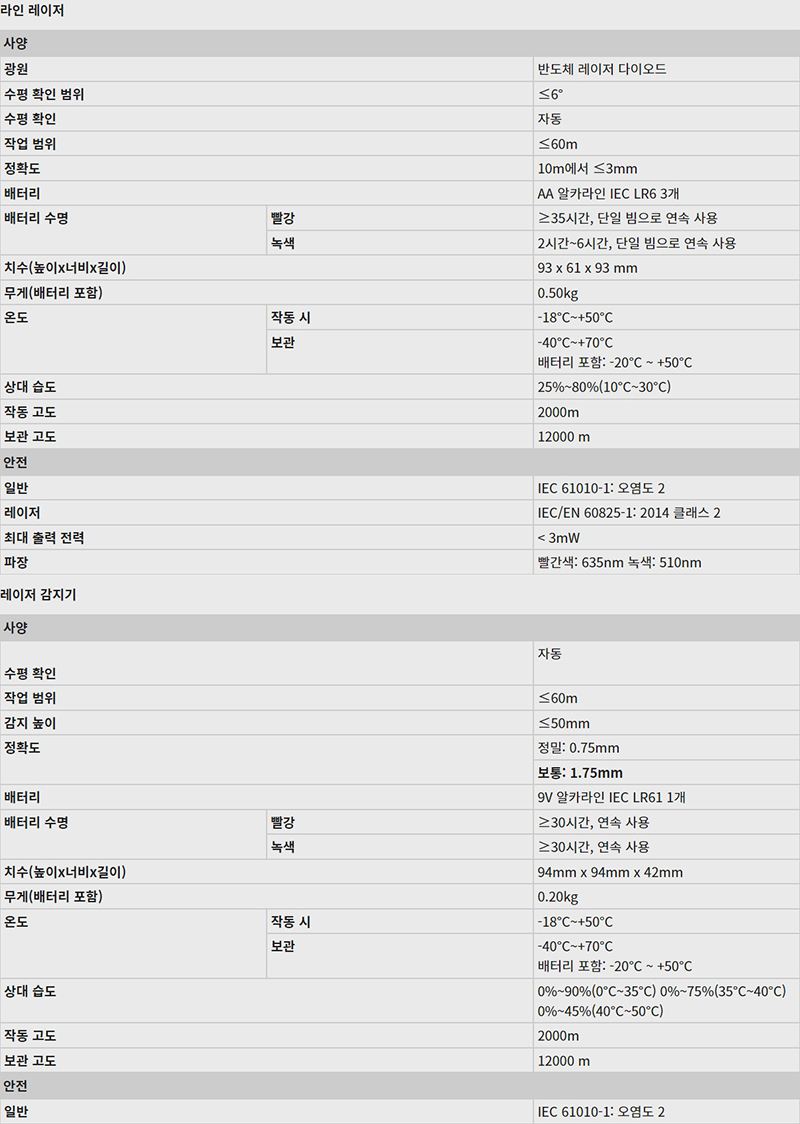 라인 레이저
사양
광원 반도체 레이저 다이오드
수평 확인 범위 ≤6°
수평 확인 자동
작업 범위 ≤60m
정확도 10m에서 ≤3mm
배터리 AA 알카라인 IEC LR6 3개
배터리 수명 빨강 ≥35시간, 단일 빔으로 연속 사용
녹색 2시간~6시간, 단일 빔으로 연속 사용
치수(높이x너비x길이) 93 x 61 x 93 mm
무게(배터리 포함) 0.50kg
온도 작동 시 -18°C~+50°C
보관 -40°C~+70°C
배터리 포함: -20°C ~ +50°C
상대 습도 25%~80%(10°C~30°C)
작동 고도 2000m
보관 고도 12000 m
안전
일반 IEC 61010-1: 오염도 2
레이저 IEC/EN 60825-1: 2014 클래스 2
최대 출력 전력 < 3mW
파장 빨간색: 635nm 녹색: 510nm
레이저 감지기
사양
수평 확인 자동
작업 범위 ≤60m
감지 높이 ≤50mm
정확도 정밀: 0.75mm
보통: 1.75mm
배터리 9V 알카라인 IEC LR61 1개
배터리 수명 빨강 ≥30시간, 연속 사용
녹색 ≥30시간, 연속 사용
치수(높이x너비x길이) 94mm x 94mm x 42mm
무게(배터리 포함) 0.20kg
온도 작동 시 -18°C~+50°C
보관 -40°C~+70°C
배터리 포함: -20°C ~ +50°C
상대 습도 0%~90%(0°C~35°C) 0%~75%(35°C~40°C)
0%~45%(40°C~50°C)
작동 고도 2000m
보관 고도 12000 m
안전
일반 IEC 61010-1: 오염도 2